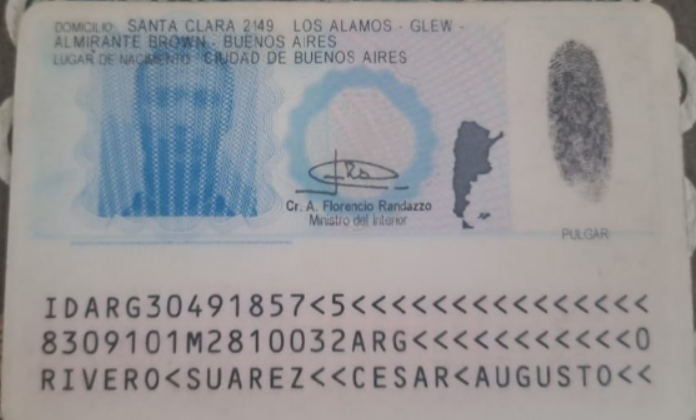 DOMICILIO: SANTA CLARA 2149 LOS ALAMOS - GLEW -
ALMIRANTE BROWN - BUENOS AIRES
LUGAR DE NACIMIENTO: CIUDAD DE BUENOS AIRES
Cr. A. Florencio Randazzo
Ministro del Interior
PULGAR
IDARG30491857<5<<<<<<<<<<<<<<<
8309101M2810032ARG<<<<<<<<<<<0
RIVERO<SUAREZ<<CESAR<AUGUSTO<<